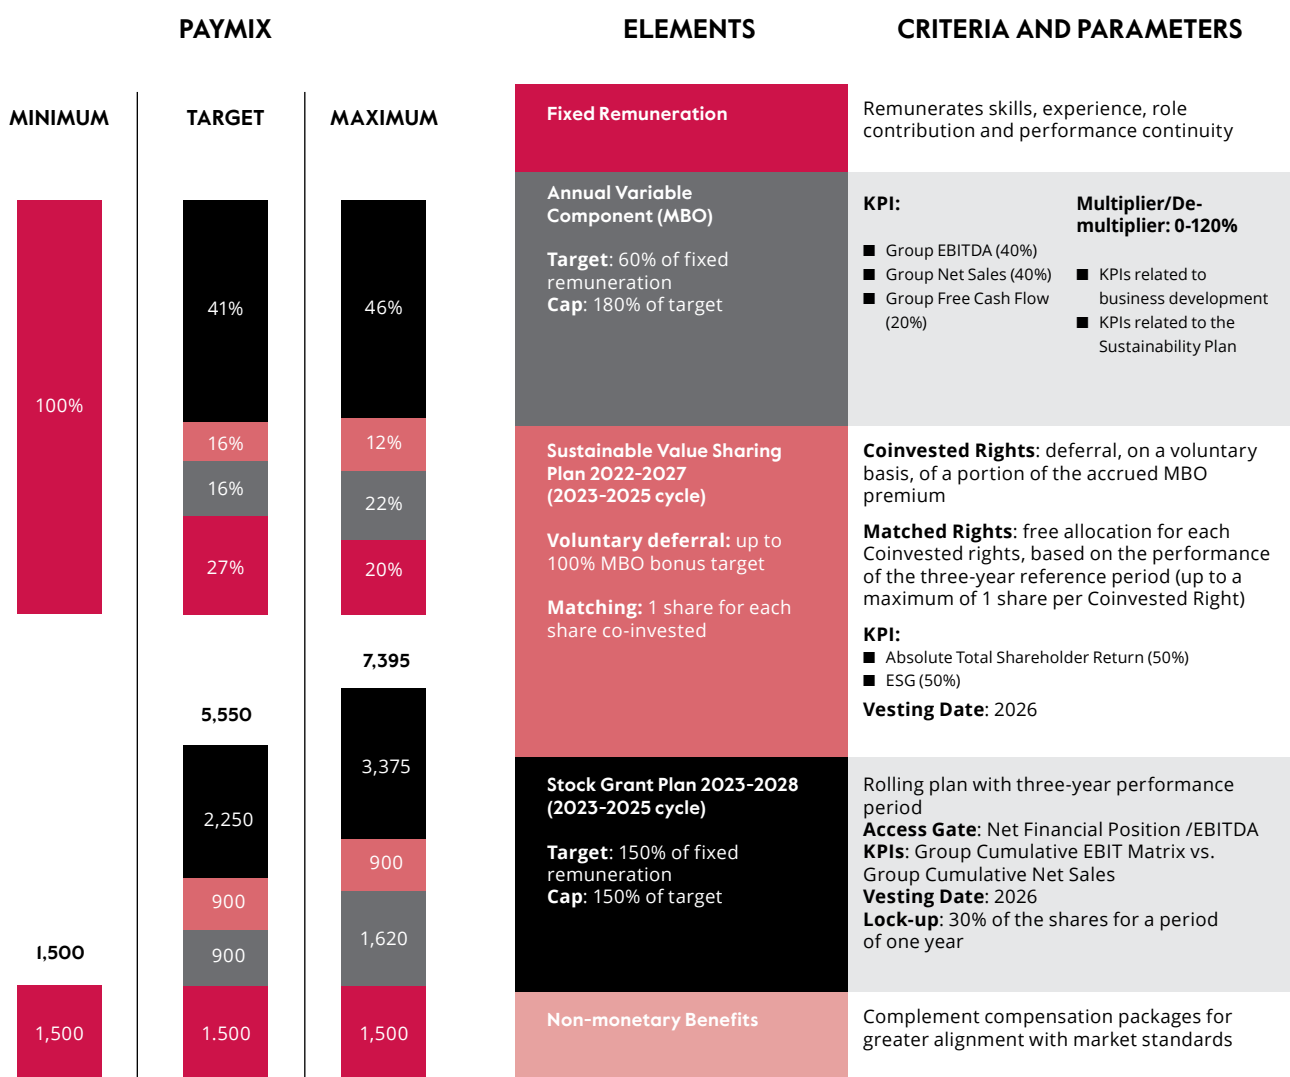 PAYMIX
ELEMENTS
CRITERIA AND PARAMETERS
MINIMUM
TARGET
MAXIMUM
100%
41%
16%
16%
27%
46%
12%
22%
20%
1,500
1,500
5,550
2,250
900
900
1.500
7,395
3,375
900
1,620
1,500
Fixed Remuneration
Remunerates skills, experience, role
contribution and performance continuity
Annual Variable
Component (MBO)
Target: 60% of fixed
remuneration
Cap: 180% of target
KPI:
■ Group EBITDA (40%)
■ Group Net Sales (40%)
■ Group Free Cash Flow
(20%)
Multiplier/De-
multiplier: 0-120%
■ KPIs related to
business development
■ KPIs related to the
Sustainability Plan
Sustainable Value Sharing
Plan 2022-2027
(2023-2025 cycle)
Voluntary deferral: up to
100% MBO bonus target
Matching: 1 share for each
share co-invested
Coinvested Rights: deferral, on a voluntary
basis, of a portion of the accrued MBO
premium
Matched Rights: free allocation for each
Coinvested rights, based on the performance
of the three-year reference period (up to a
maximum of 1 share per Coinvested Right)
KPI:
■ Absolute Total Shareholder Return (50%)
■ ESG (50%)
Vesting Date: 2026
Stock Grant Plan 2023-2028
(2023-2025 cycle)
Target: 150% of fixed
remuneration
Cap: 150% of target
Rolling plan with three-year performance
period
Access Gate: Net Financial Position /EBITDA
KPIs: Group Cumulative EBIT Matrix vs.
Group Cumulative Net Sales
Vesting Date: 2026
Lock-up: 30% of the shares for a period
of one year
Non-monetary Benefits
Complement compensation packages for
greater alignment with market standards